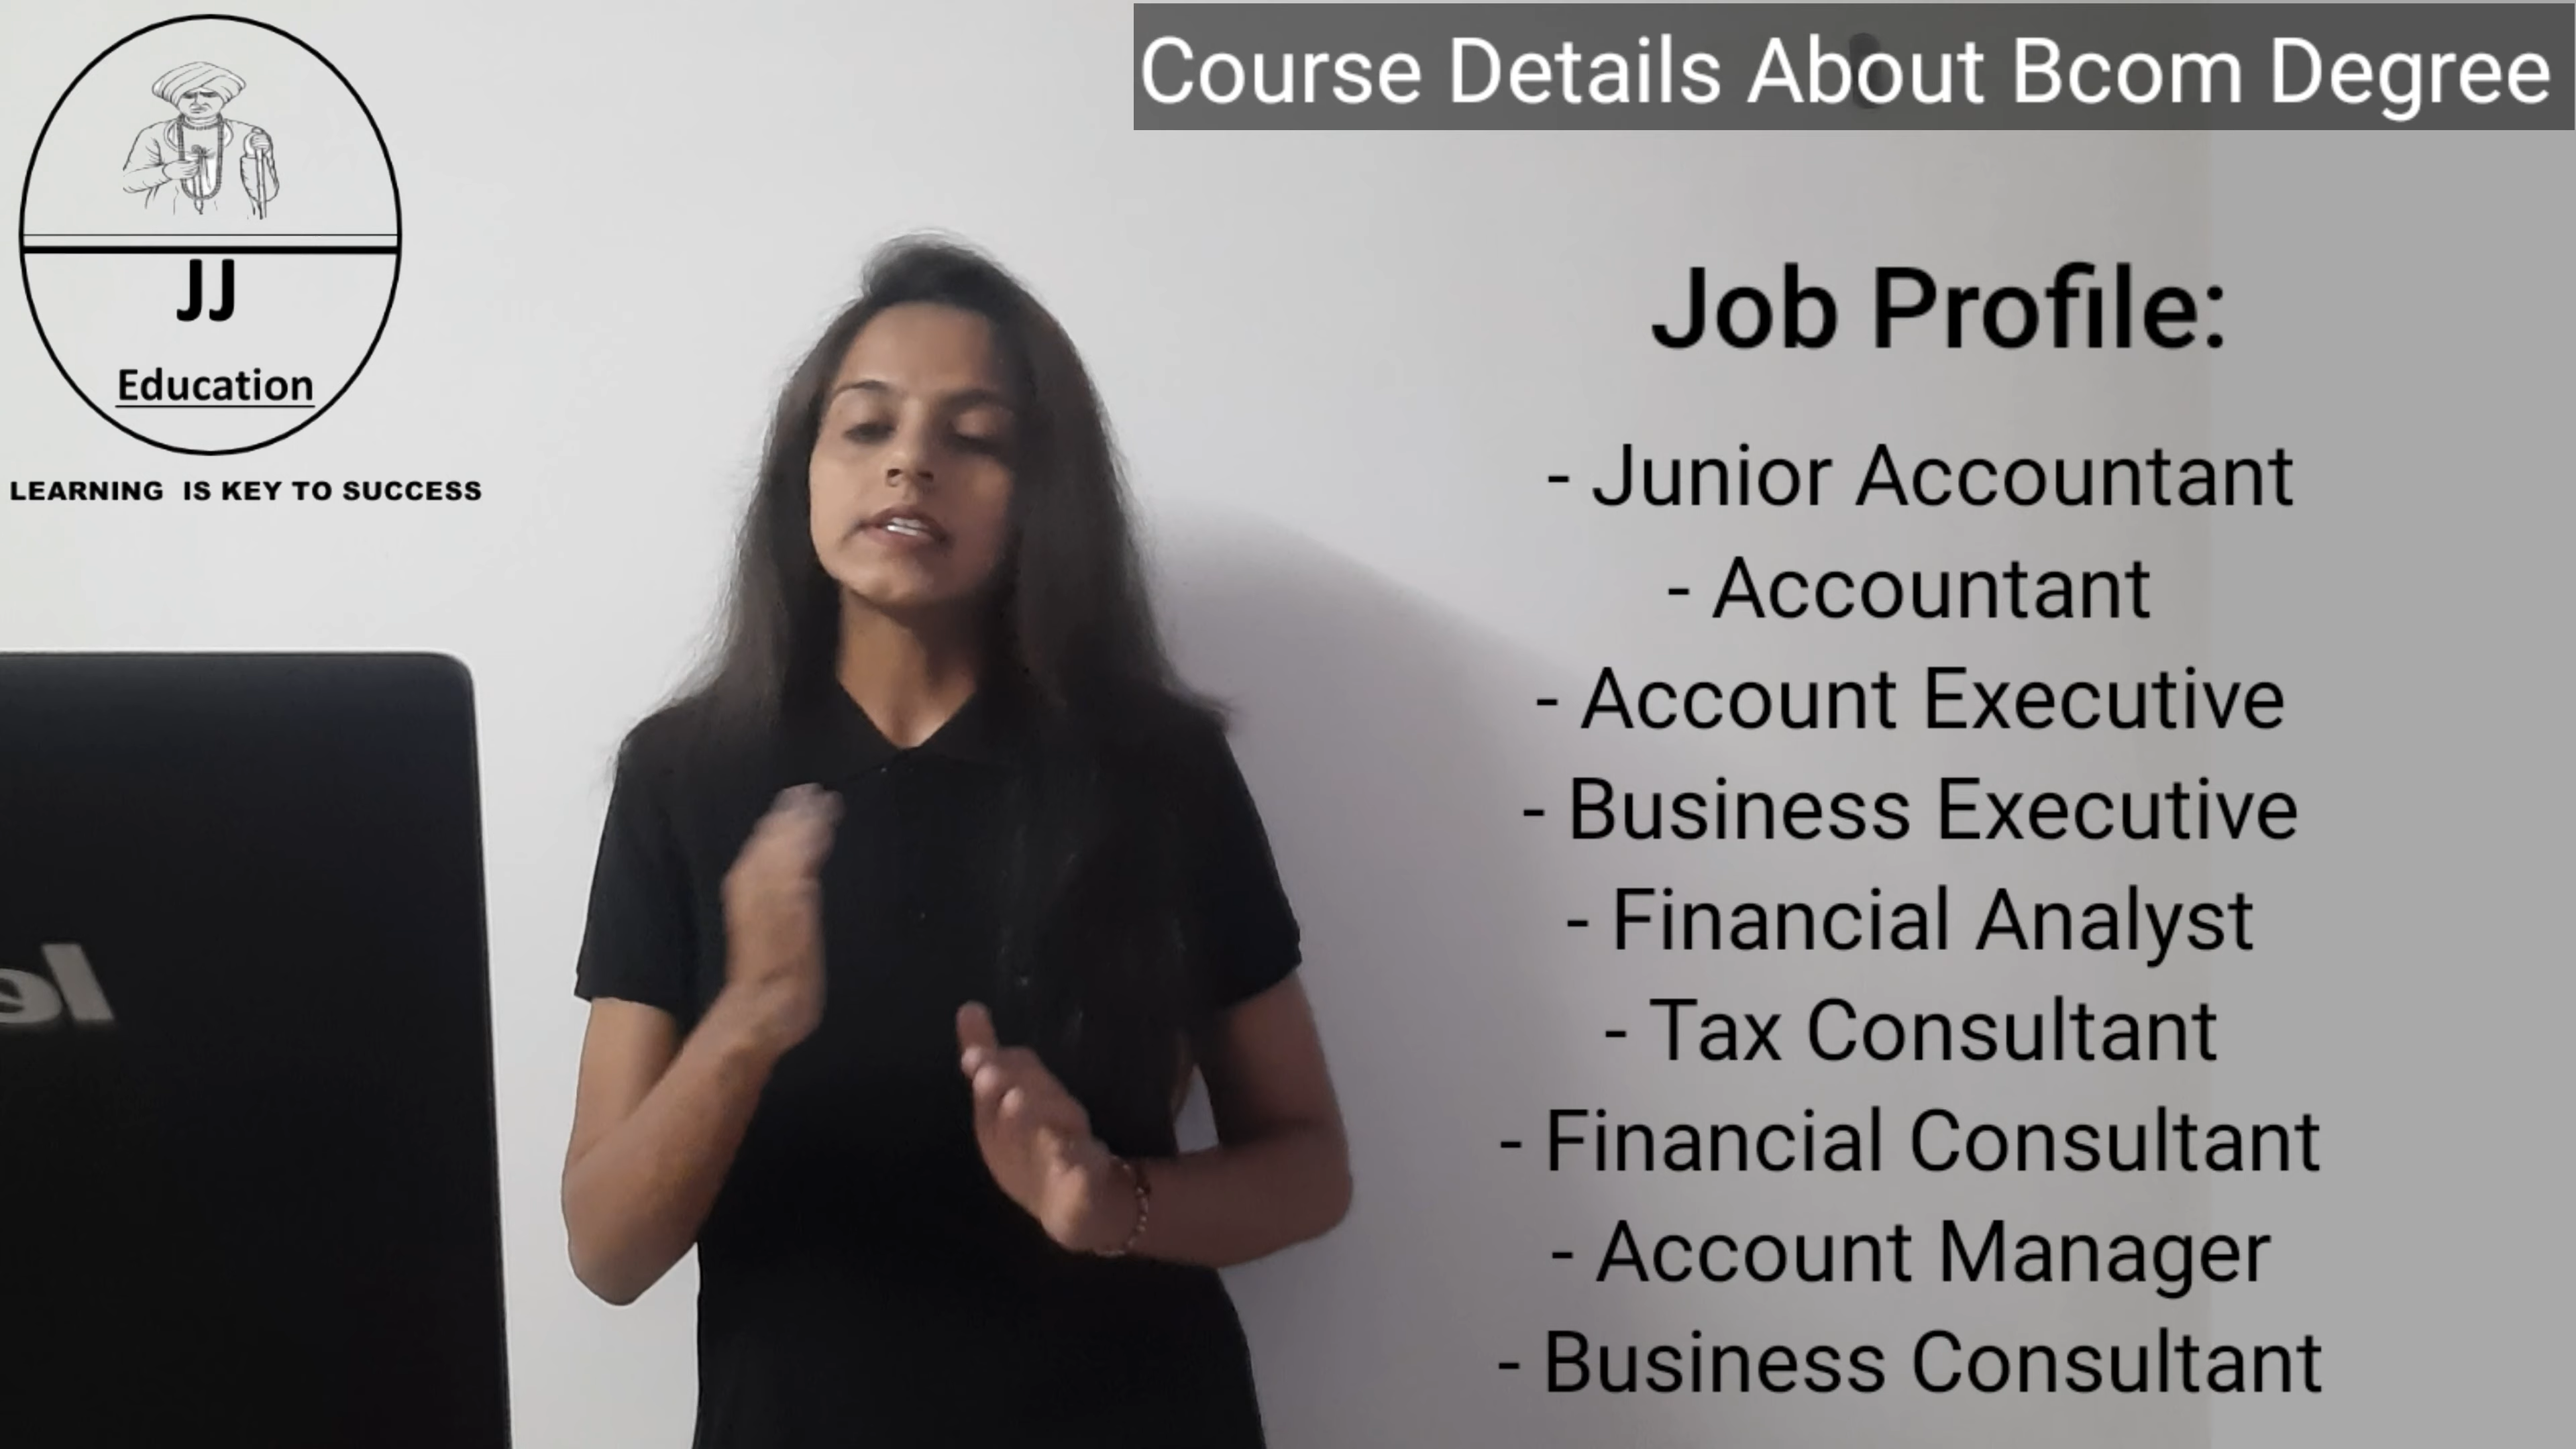 JJ
Education
LEARNING IS KEY TO SUCCESS
Course Details About Bcom Degree
Job Profile:
- Junior Accountant
- Accountant
- Account Executive
- Business Executive
- Financial Analyst
- Tax Consultant
- Financial Consultant
- Account Manager
- Business Consultant